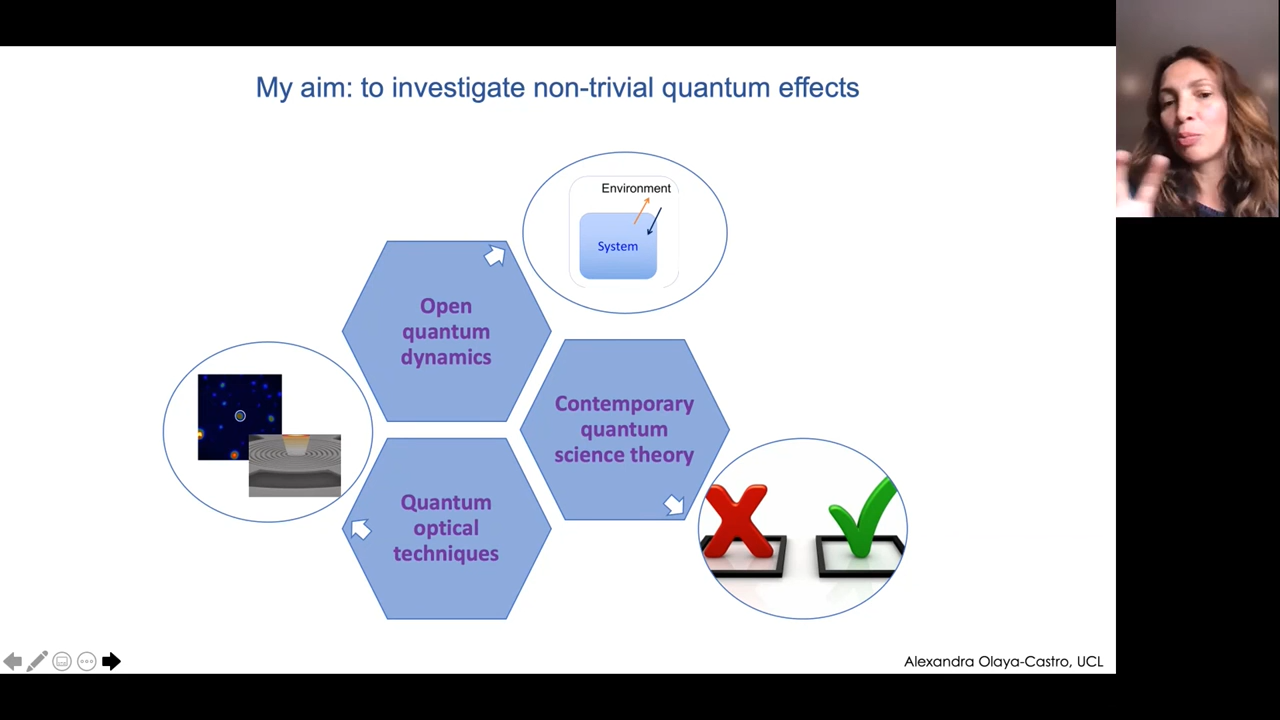 My aim: to investigate non-trivial quantum effects
Environment
System
Open
quantum
dynamics
Contemporary
quantum
science theory
Quantum
optical
techniques
Alexandra Olaya-Castro, UCL